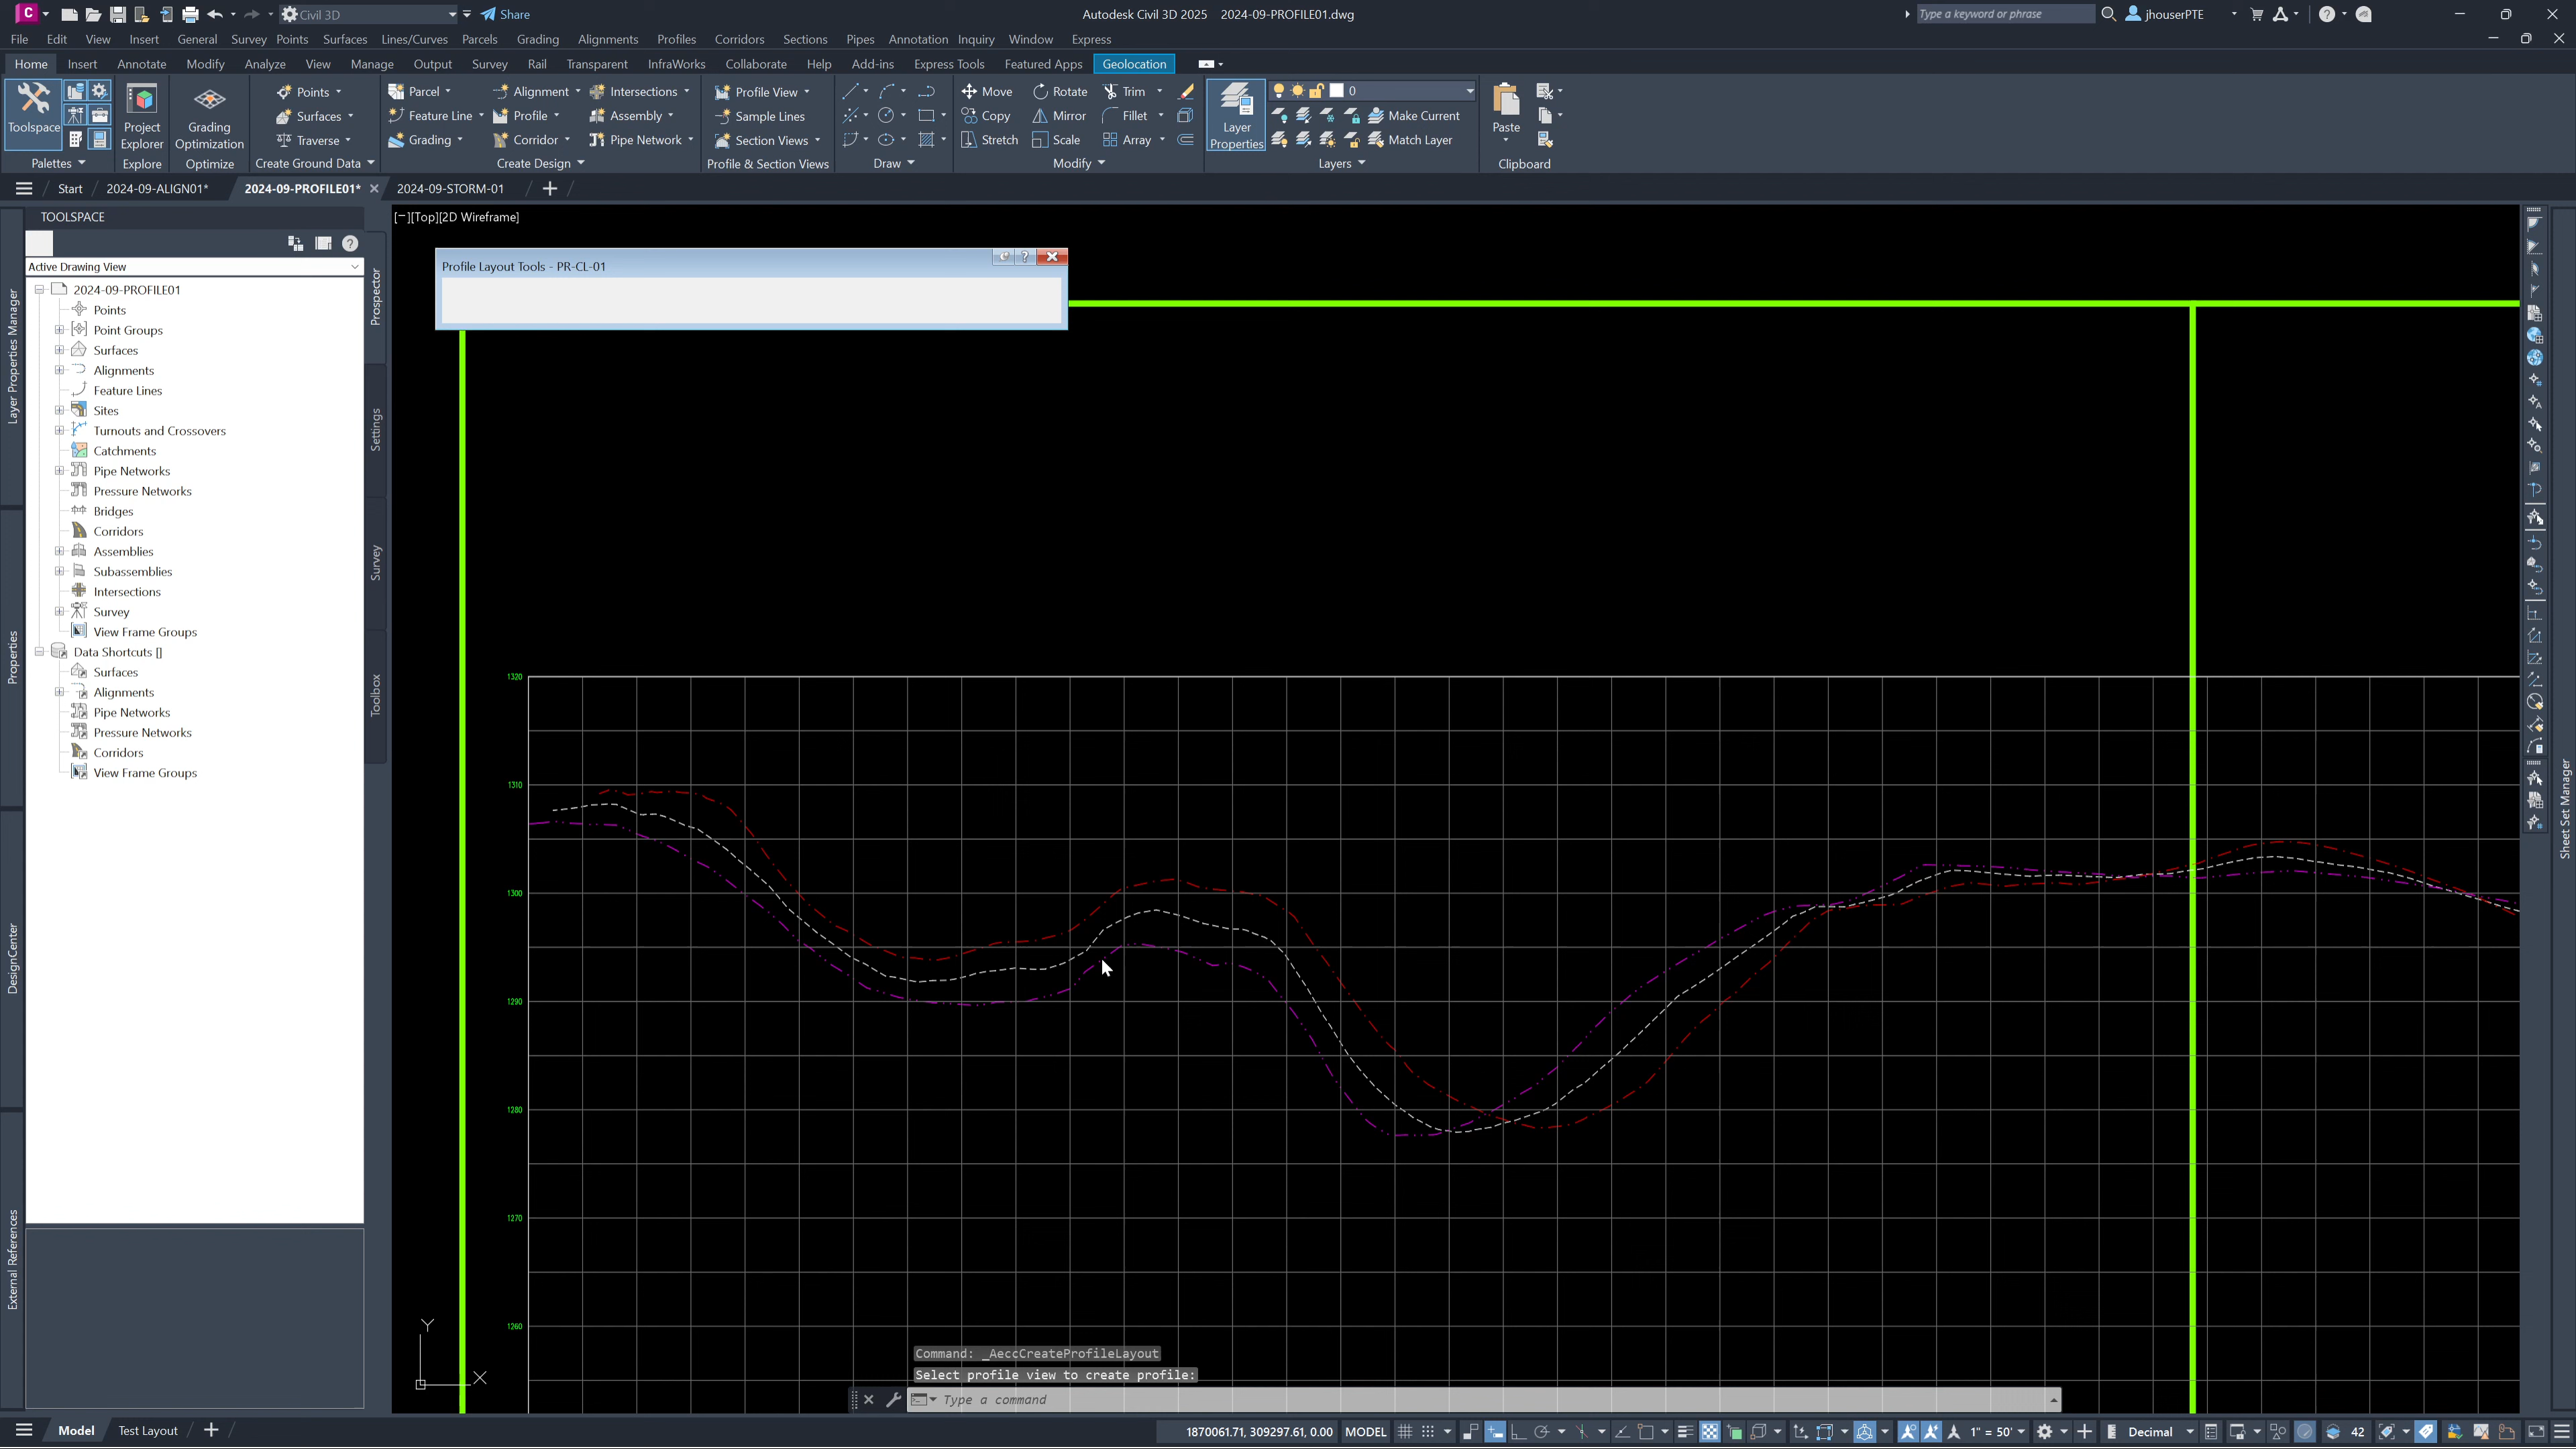 C Civil 3D Share Autodesk Civil 3D 2025 2024-09-PROFILE01.dwg Type a keyword or phrase jhouserPTE
File Edit View Insert General Survey Points Surfaces Lines/Curves Parcels Grading Alignments Profiles Corridors Sections Pipes Annotation Inquiry Window Express
Home Insert Annotate Modify Analyze View Manage Output Survey Rail Transparent InfraWorks Collaborate Help Add-ins Express Tools Featured Apps Geolocation
Points Parcel Alignment Intersections Profile View Move Rotate Trim 0
Toolspace Project Explorer Grading Optimization Surfaces Feature Line Profile Assembly Sample Lines Copy Mirror Fillet Layer Properties Make Current Paste
Traverse Grading Corridor Pipe Network Section Views Stretch Scale Array Match Layer
Palettes Explore Optimize Create Ground Data Create Design Profile & Section Views Draw Modify Layers Clipboard
Start 2024-09-ALIGN01* 2024-09-PROFILE01* 2024-09-STORM-01
TOOLSPACE
[−][Top][2D Wireframe]
Active Drawing View
Profile Layout Tools - PR-CL-01
2024-09-PROFILE01
Points
Point Groups
Surfaces
Alignments
Feature Lines
Sites
Turnouts and Crossovers
Catchments
Pipe Networks
Pressure Networks
Bridges
Corridors
Assemblies
Subassemblies
Intersections
Survey
View Frame Groups
Data Shortcuts []
Surfaces
Alignments
Pipe Networks
Pressure Networks
Corridors
View Frame Groups
Prospector
Settings
Survey
Toolbox
Layer Properties Manager
Properties
DesignCenter
External References
Sheet Set Manager
1320
1310
1300
1290
1280
1270
1260
Y
X
Command: _AeccCreateProfileLayout
Select profile view to create profile:
Type a command
Model Test Layout 1870061.71, 309297.61, 0.00 MODEL 1" = 50' Decimal 42